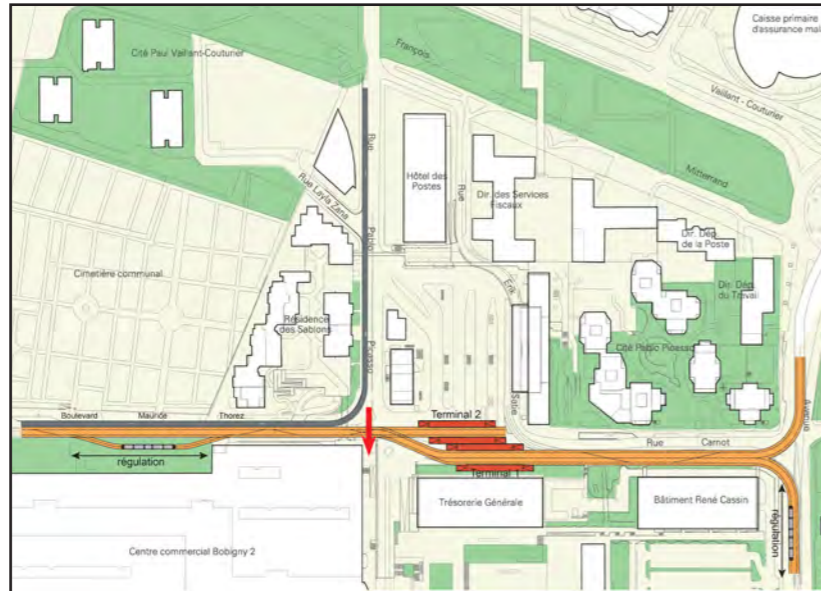 Caisse primaire
d'assurance mal
Cité Paul Vaillant-Couturier
François
Vaillant - Couturier
Mitterrand
Rue
Hôtel des
Postes
Rue
Dir. des Services
Fiscaux
Rue Layla Zana
Pablo
Dir. Dép.
de la Poste
Cimetière communal
Erik
Dir. Dép.
du Travail
Résidence
des Sablons
Picasso
Cité Pablo Picasso
Satie
Avenue
Boulevard
Maurice
Thorez
Terminal 2
Rue
Carnot
régulation
Terminal 1
Trésorerie Générale
Bâtiment René Cassin
régulation
Centre commercial Bobigny 2
Bo